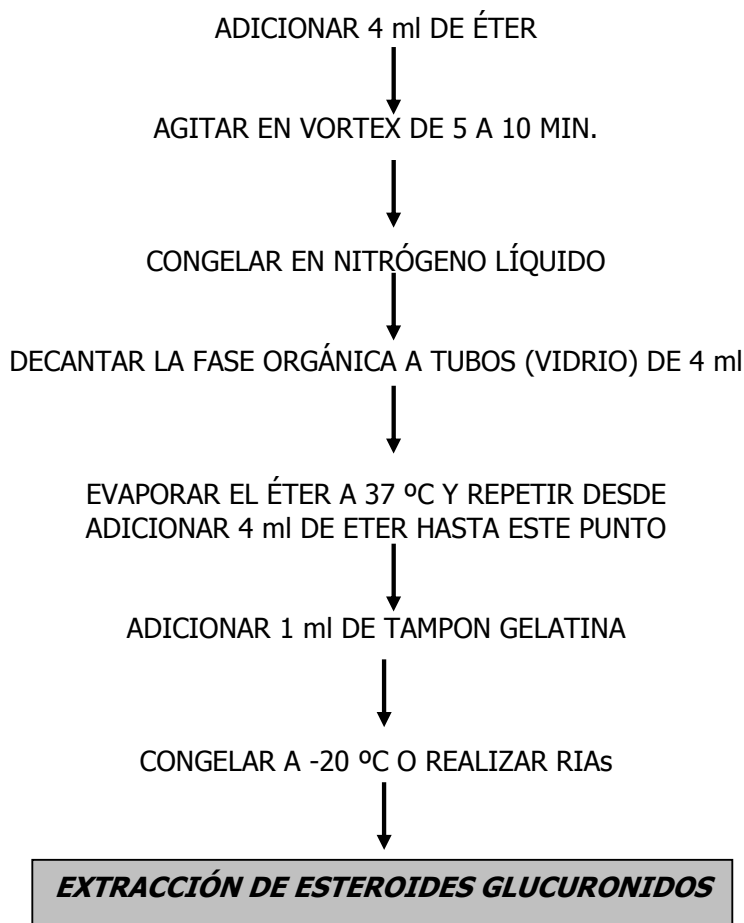 ADICIONAR 4 ml DE ÉTER
AGITAR EN VORTEX DE 5 A 10 MIN.
CONGELAR EN NITRÓGENO LÍQUIDO
DECANTAR LA FASE ORGÁNICA A TUBOS (VIDRIO) DE 4 ml
EVAPORAR EL ÉTER A 37 ºC Y REPETIR DESDE
ADICIONAR 4 ml DE ETER HASTA ESTE PUNTO
ADICIONAR 1 ml DE TAMPON GELATINA
CONGELAR A -20 ºC O REALIZAR RIAs
EXTRACCIÓN DE ESTEROIDES GLUCURONIDOS